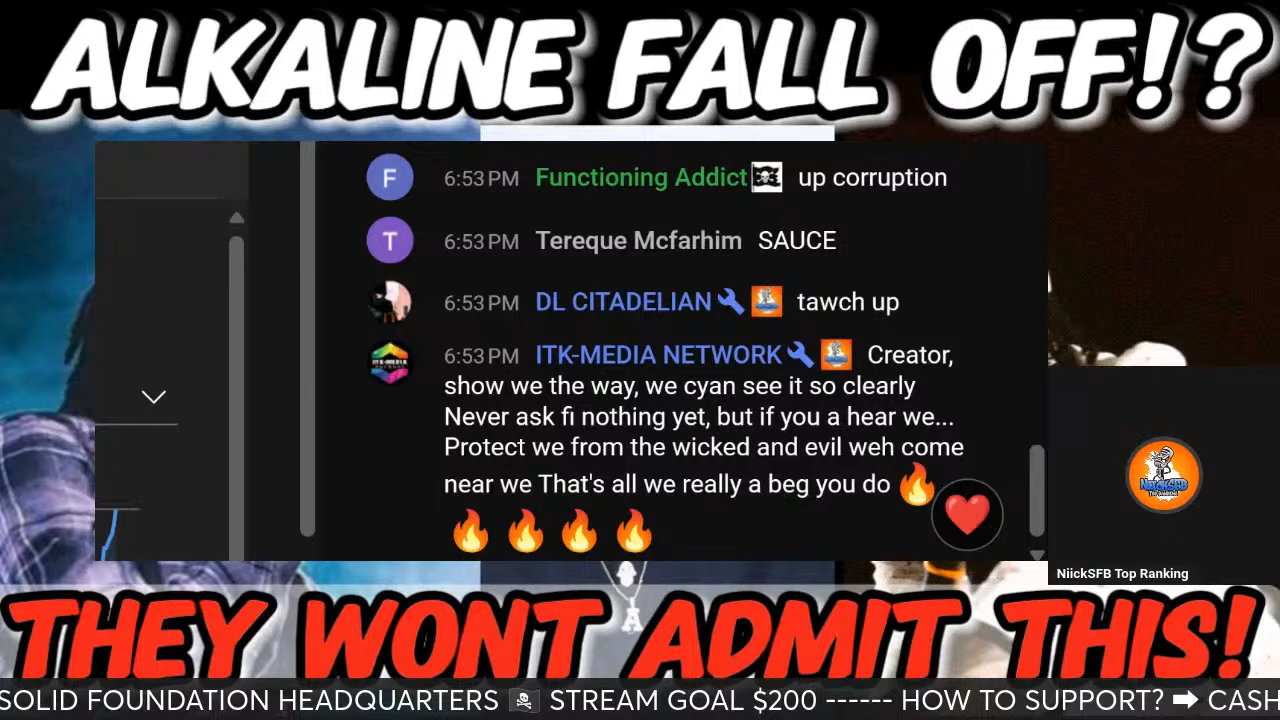 ALKALINE FALL OFF!?
F 6:53 PM Functioning Addict up corruption
T 6:53 PM Tereque Mcfarhim SAUCE
6:53 PM DL CITADELIAN tawch up
6:53 PM ITK-MEDIA NETWORK Creator,
show we the way, we cyan see it so clearly
Never ask fi nothing yet, but if you a hear we...
Protect we from the wicked and evil weh come
near we That's all we really a beg you do 🔥
🔥 🔥 🔥 🔥
NIICKSFB
NiickSFB Top Ranking
A
THEY WONT ADMIT THIS!
SOLID FOUNDATION HEADQUARTERS ☠ STREAM GOAL $200 ------ HOW TO SUPPORT? ➡ CASH